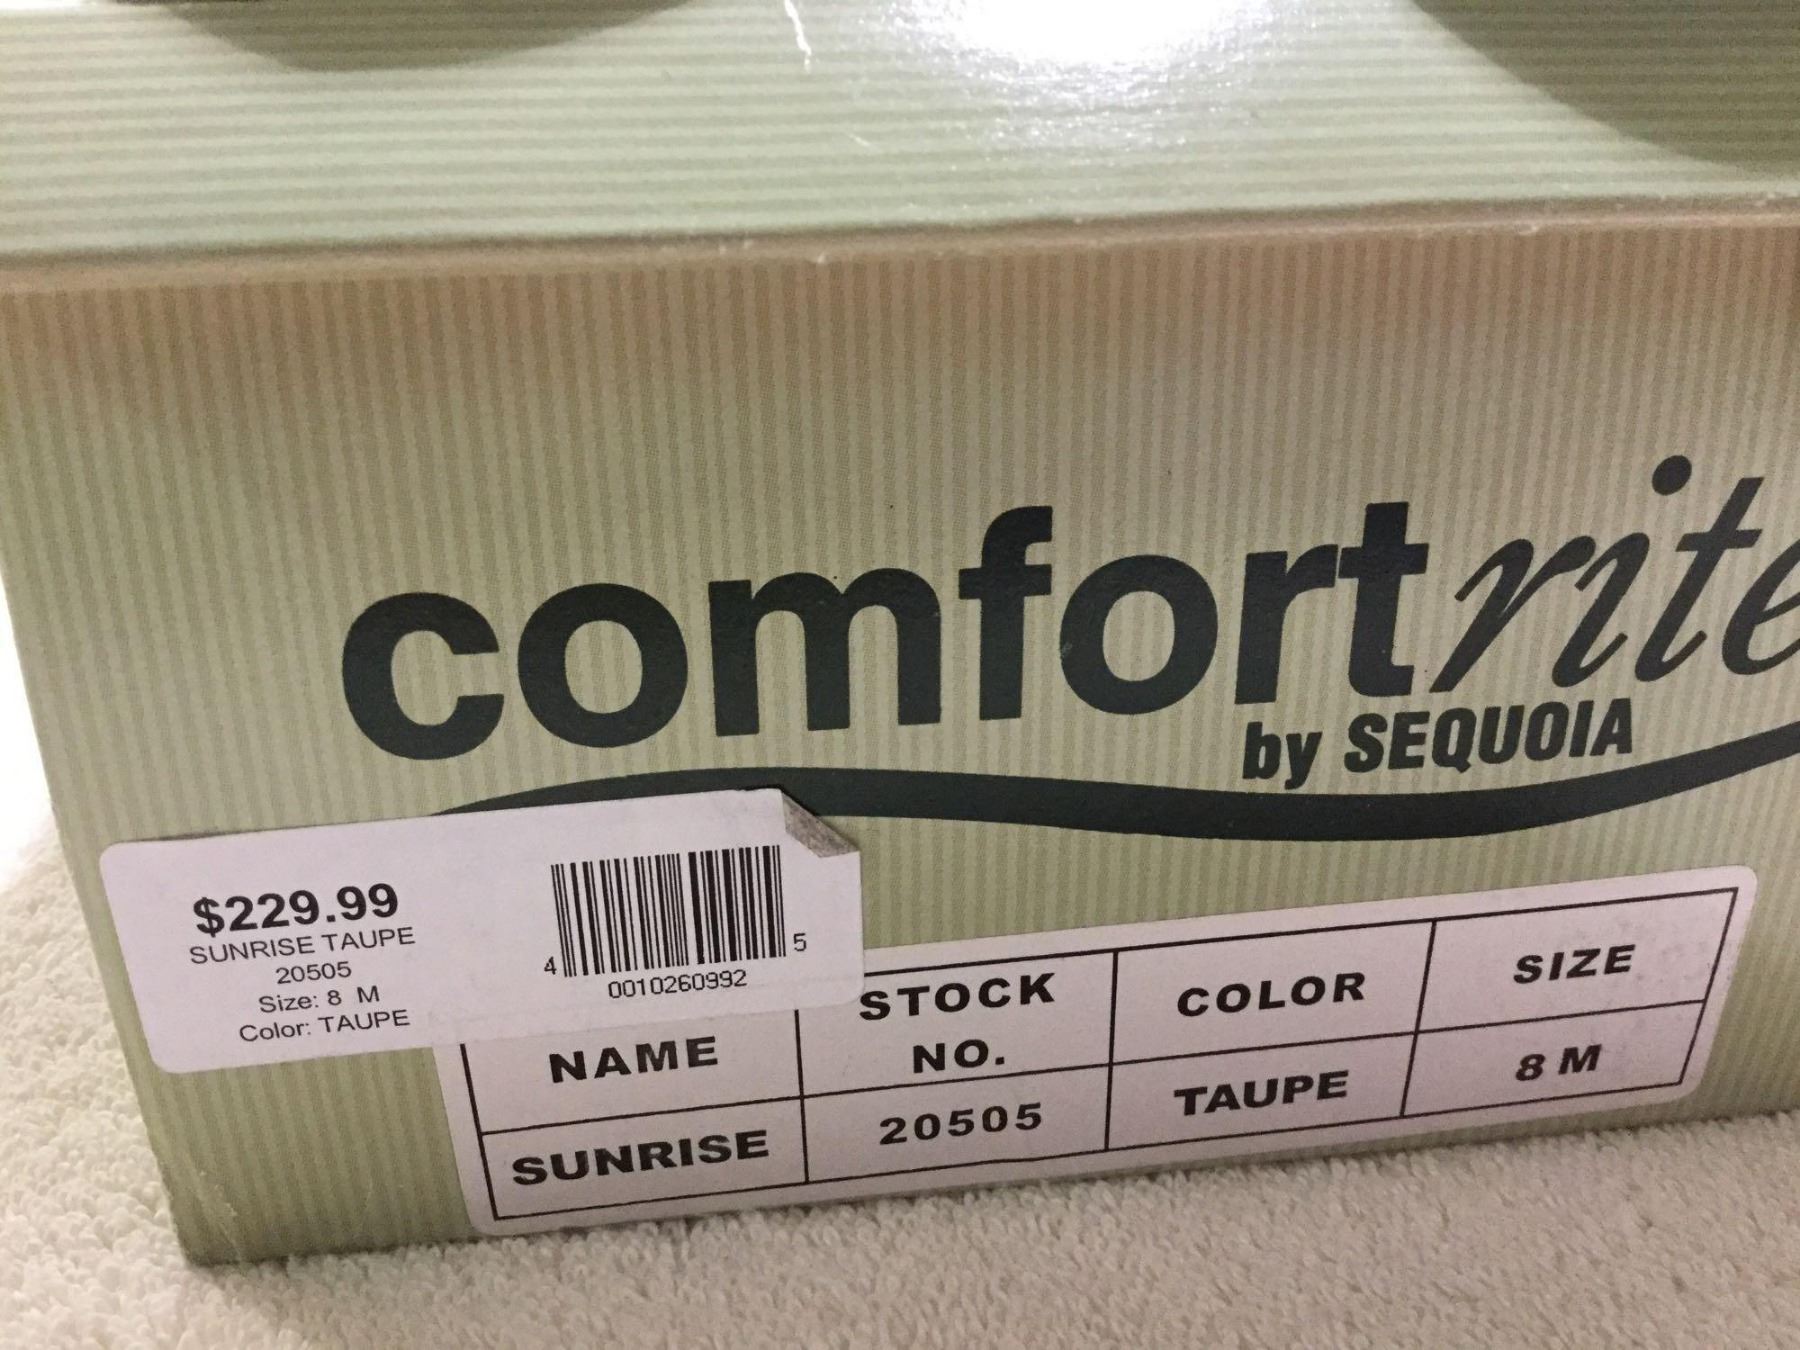 comfortrite
by SEQUOIA
$229.99
SUNRISE TAUPE
20505
Size: 8 M
Color: TAUPE
4 0010260992 5
NAME STOCK NO. COLOR SIZE
SUNRISE 20505 TAUPE 8 M